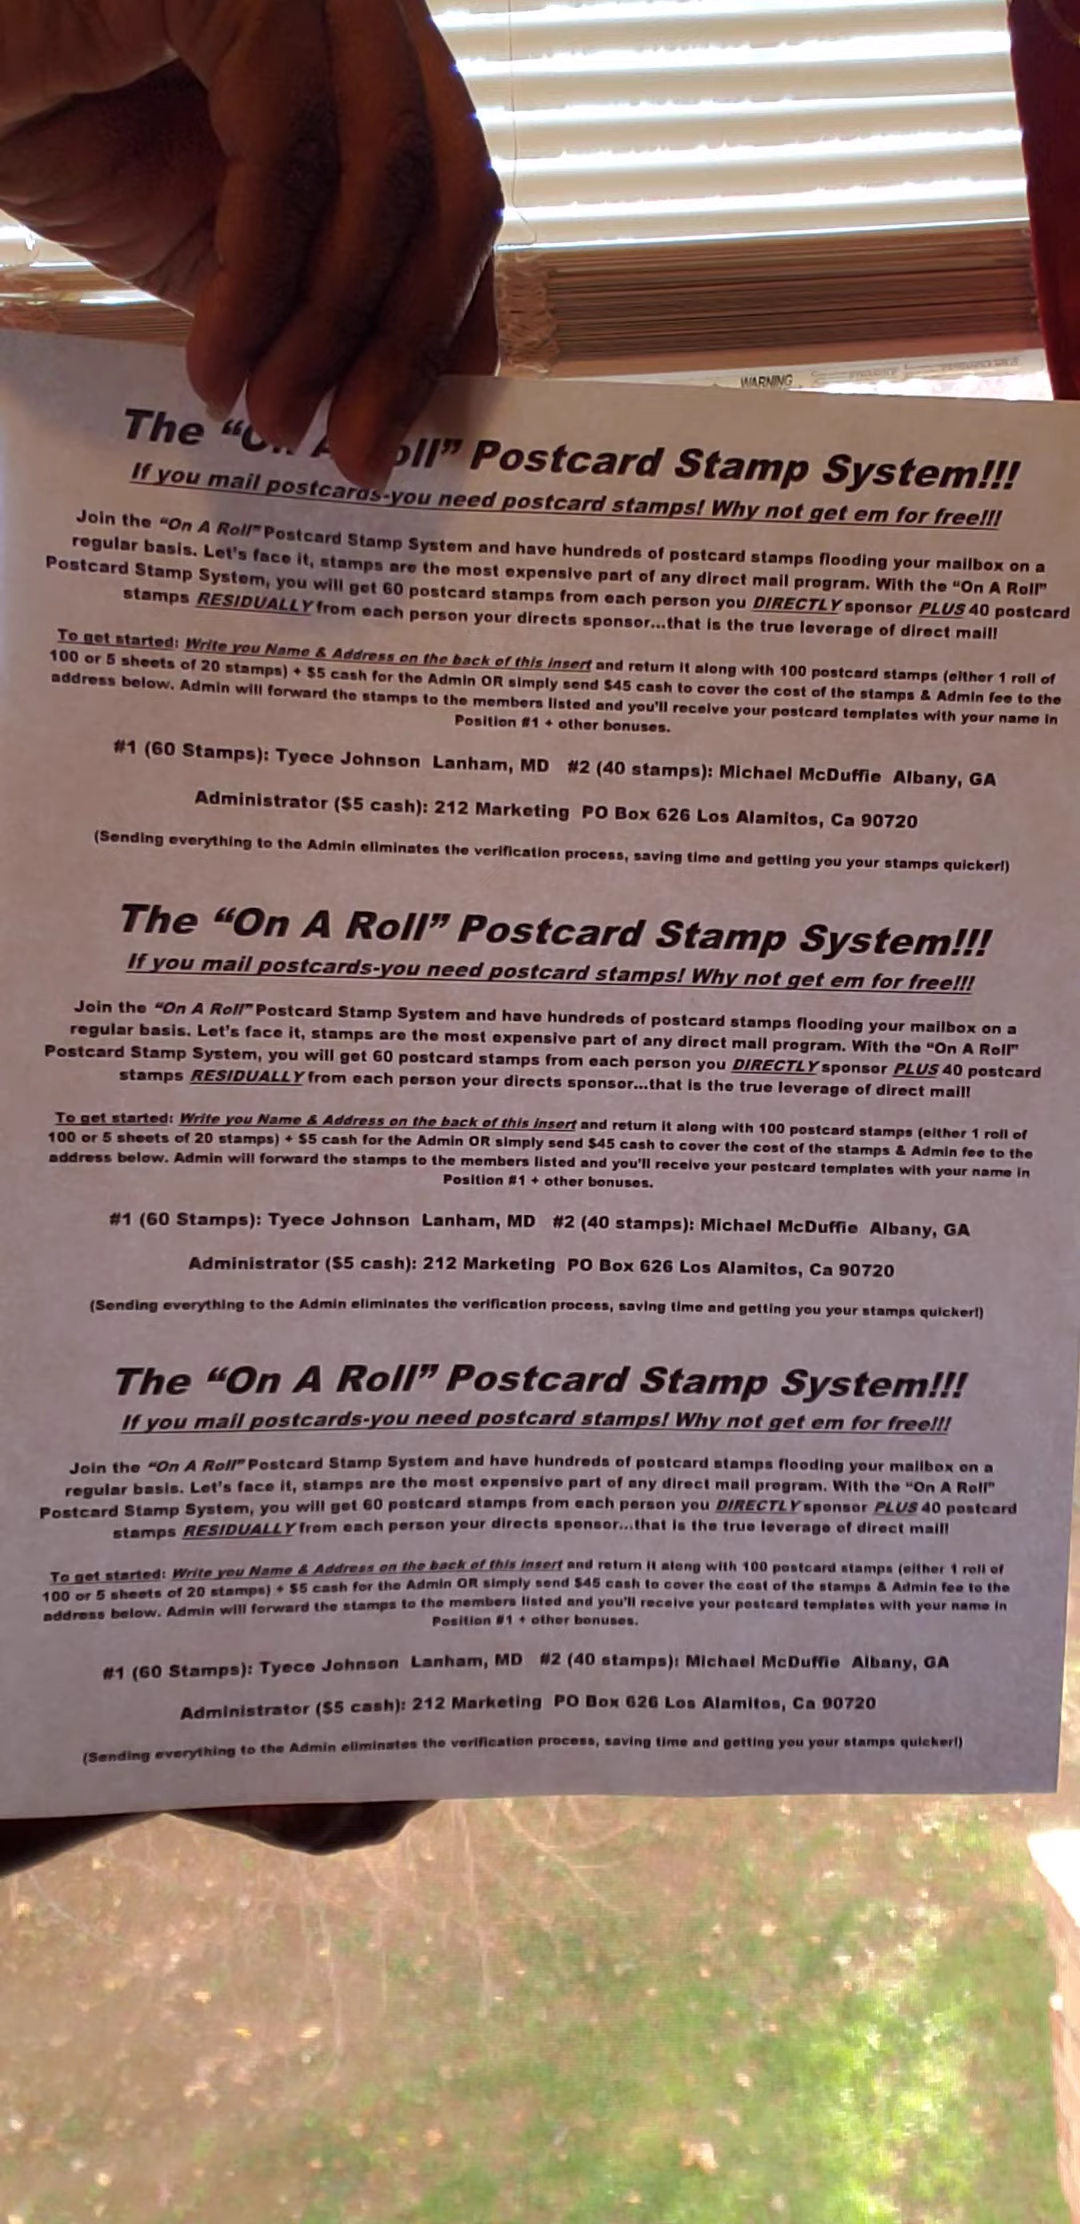 WARNING
The "On A Roll" Postcard Stamp System!!!
If you mail postcards-you need postcard stamps! Why not get em for free!!!
Join the "On A Roll" Postcard Stamp System and have hundreds of postcard stamps flooding your mailbox on a
regular basis. Let's face it, stamps are the most expensive part of any direct mail program. With the "On A Roll"
Postcard Stamp System, you will get 60 postcard stamps from each person you DIRECTLY sponsor PLUS 40 postcard
stamps RESIDUALLY from each person your directs sponsor...that is the true leverage of direct mail!
To get started: Write you Name & Address on the back of this insert and return it along with 100 postcard stamps (either 1 roll of
100 or 5 sheets of 20 stamps) + $5 cash for the Admin OR simply send $45 cash to cover the cost of the stamps & Admin fee to the
address below. Admin will forward the stamps to the members listed and you'll receive your postcard templates with your name in
Position #1 + other bonuses.
#1 (60 Stamps): Tyece Johnson Lanham, MD #2 (40 stamps): Michael McDuffie Albany, GA
Administrator ($5 cash): 212 Marketing PO Box 626 Los Alamitos, Ca 90720
(Sending everything to the Admin eliminates the verification process, saving time and getting you your stamps quicker!)
The "On A Roll" Postcard Stamp System!!!
If you mail postcards-you need postcard stamps! Why not get em for free!!!
Join the "On A Roll" Postcard Stamp System and have hundreds of postcard stamps flooding your mailbox on a
regular basis. Let's face it, stamps are the most expensive part of any direct mail program. With the "On A Roll"
Postcard Stamp System, you will get 60 postcard stamps from each person you DIRECTLY sponsor PLUS 40 postcard
stamps RESIDUALLY from each person your directs sponsor...that is the true leverage of direct mail!
To get started: Write you Name & Address on the back of this insert and return it along with 100 postcard stamps (either 1 roll of
100 or 5 sheets of 20 stamps) + $5 cash for the Admin OR simply send $45 cash to cover the cost of the stamps & Admin fee to the
address below. Admin will forward the stamps to the members listed and you'll receive your postcard templates with your name in
Position #1 + other bonuses.
#1 (60 Stamps): Tyece Johnson Lanham, MD #2 (40 stamps): Michael McDuffie Albany, GA
Administrator ($5 cash): 212 Marketing PO Box 626 Los Alamitos, Ca 90720
(Sending everything to the Admin eliminates the verification process, saving time and getting you your stamps quicker!)
The "On A Roll" Postcard Stamp System!!!
If you mail postcards-you need postcard stamps! Why not get em for free!!!
Join the "On A Roll" Postcard Stamp System and have hundreds of postcard stamps flooding your mailbox on a
regular basis. Let's face it, stamps are the most expensive part of any direct mail program. With the "On A Roll"
Postcard Stamp System, you will get 60 postcard stamps from each person you DIRECTLY sponsor PLUS 40 postcard
stamps RESIDUALLY from each person your directs sponsor...that is the true leverage of direct mail!
To get started: Write you Name & Address on the back of this insert and return it along with 100 postcard stamps (either 1 roll of
100 or 5 sheets of 20 stamps) + $5 cash for the Admin OR simply send $45 cash to cover the cost of the stamps & Admin fee to the
address below. Admin will forward the stamps to the members listed and you'll receive your postcard templates with your name in
Position #1 + other bonuses.
#1 (60 Stamps): Tyece Johnson Lanham, MD #2 (40 stamps): Michael McDuffie Albany, GA
Administrator ($5 cash): 212 Marketing PO Box 626 Los Alamitos, Ca 90720
(Sending everything to the Admin eliminates the verification process, saving time and getting you your stamps quicker!)